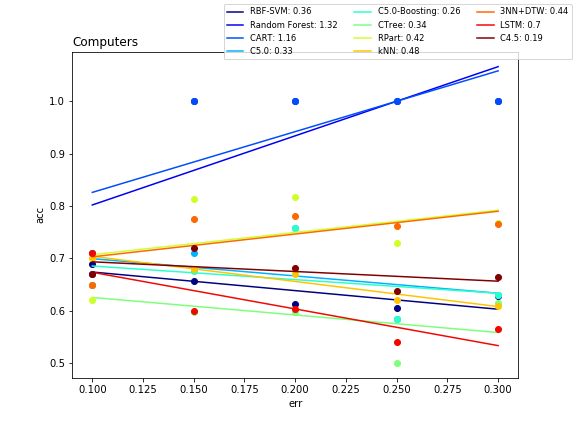 RBF-SVM: 0.36
Random Forest: 1.32
CART: 1.16
C5.0: 0.33
C5.0-Boosting: 0.26
CTree: 0.34
RPart: 0.42
kNN: 0.48
3NN+DTW: 0.44
LSTM: 0.7
C4.5: 0.19
Computers
1.0
0.9
0.8
0.7
0.6
0.5
acc
0.100 0.125 0.150 0.175 0.200 0.225 0.250 0.275 0.300
err